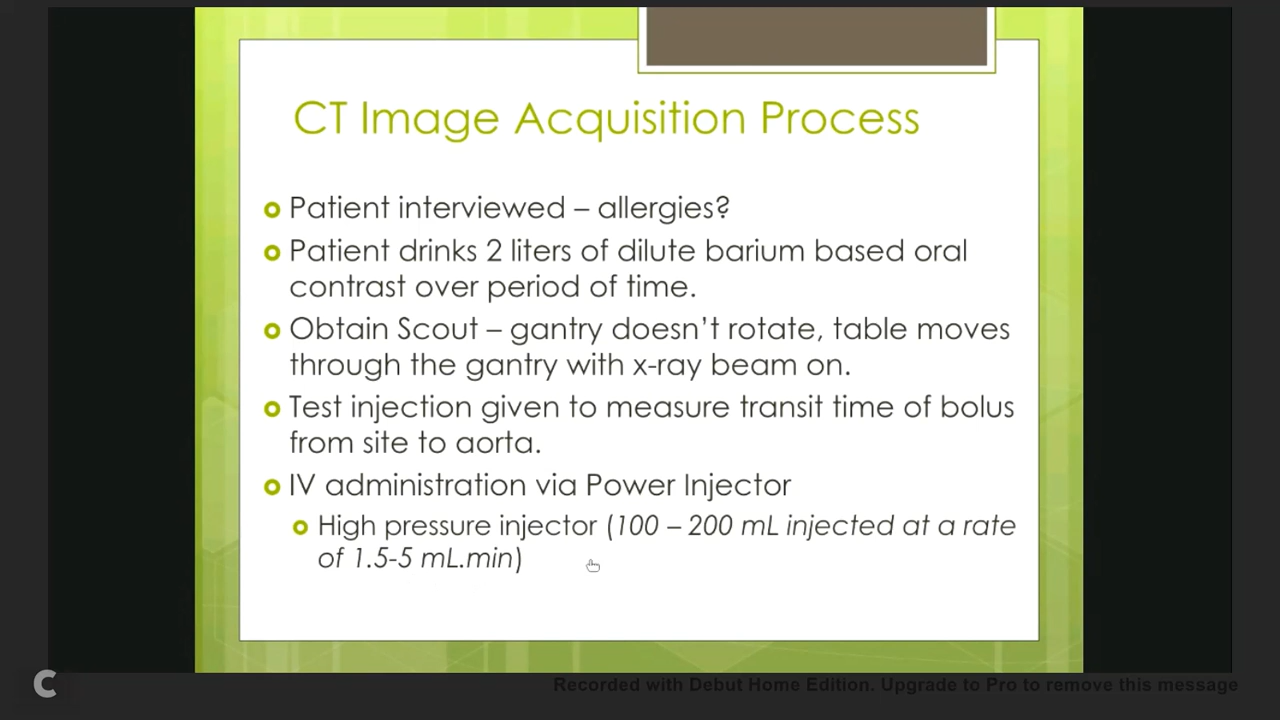 CT Image Acquisition Process
Patient interviewed – allergies?
Patient drinks 2 liters of dilute barium based oral
contrast over period of time.
Obtain Scout – gantry doesn't rotate, table moves
through the gantry with x-ray beam on.
Test injection given to measure transit time of bolus
from site to aorta.
IV administration via Power Injector
High pressure injector (100 – 200 mL injected at a rate
of 1.5-5 mL.min)
C
Recorded with Debut Home Edition. Upgrade to Pro to remove this message